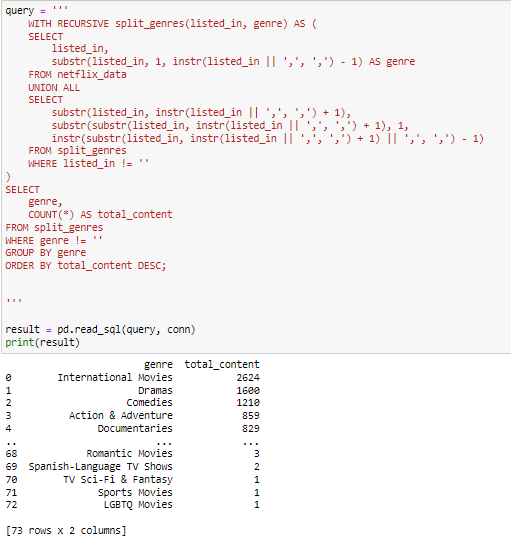 query = '''
    WITH RECURSIVE split_genres(listed_in, genre) AS (
    SELECT
        listed_in,
        substr(listed_in, 1, instr(listed_in || ',', ',') - 1) AS genre
    FROM netflix_data
    UNION ALL
    SELECT
        substr(listed_in, instr(listed_in || ',', ',') + 1),
        substr(substr(listed_in, instr(listed_in || ',', ',') + 1), 1,
        instr(substr(listed_in, instr(listed_in || ',', ',') + 1) || ',', ',') - 1)
    FROM split_genres
    WHERE listed_in != ''
)
SELECT
    genre,
    COUNT(*) AS total_content
FROM split_genres
WHERE genre != ''
GROUP BY genre
ORDER BY total_content DESC;
'''
result = pd.read_sql(query, conn)
print(result)
genre total_content
0 International Movies 2624
1 Dramas 1600
2 Comedies 1210
3 Action & Adventure 859
4 Documentaries 829
.. ... ...
68 Romantic Movies 3
69 Spanish-Language TV Shows 2
70 TV Sci-Fi & Fantasy 1
71 Sports Movies 1
72 LGBTQ Movies 1
[73 rows x 2 columns]